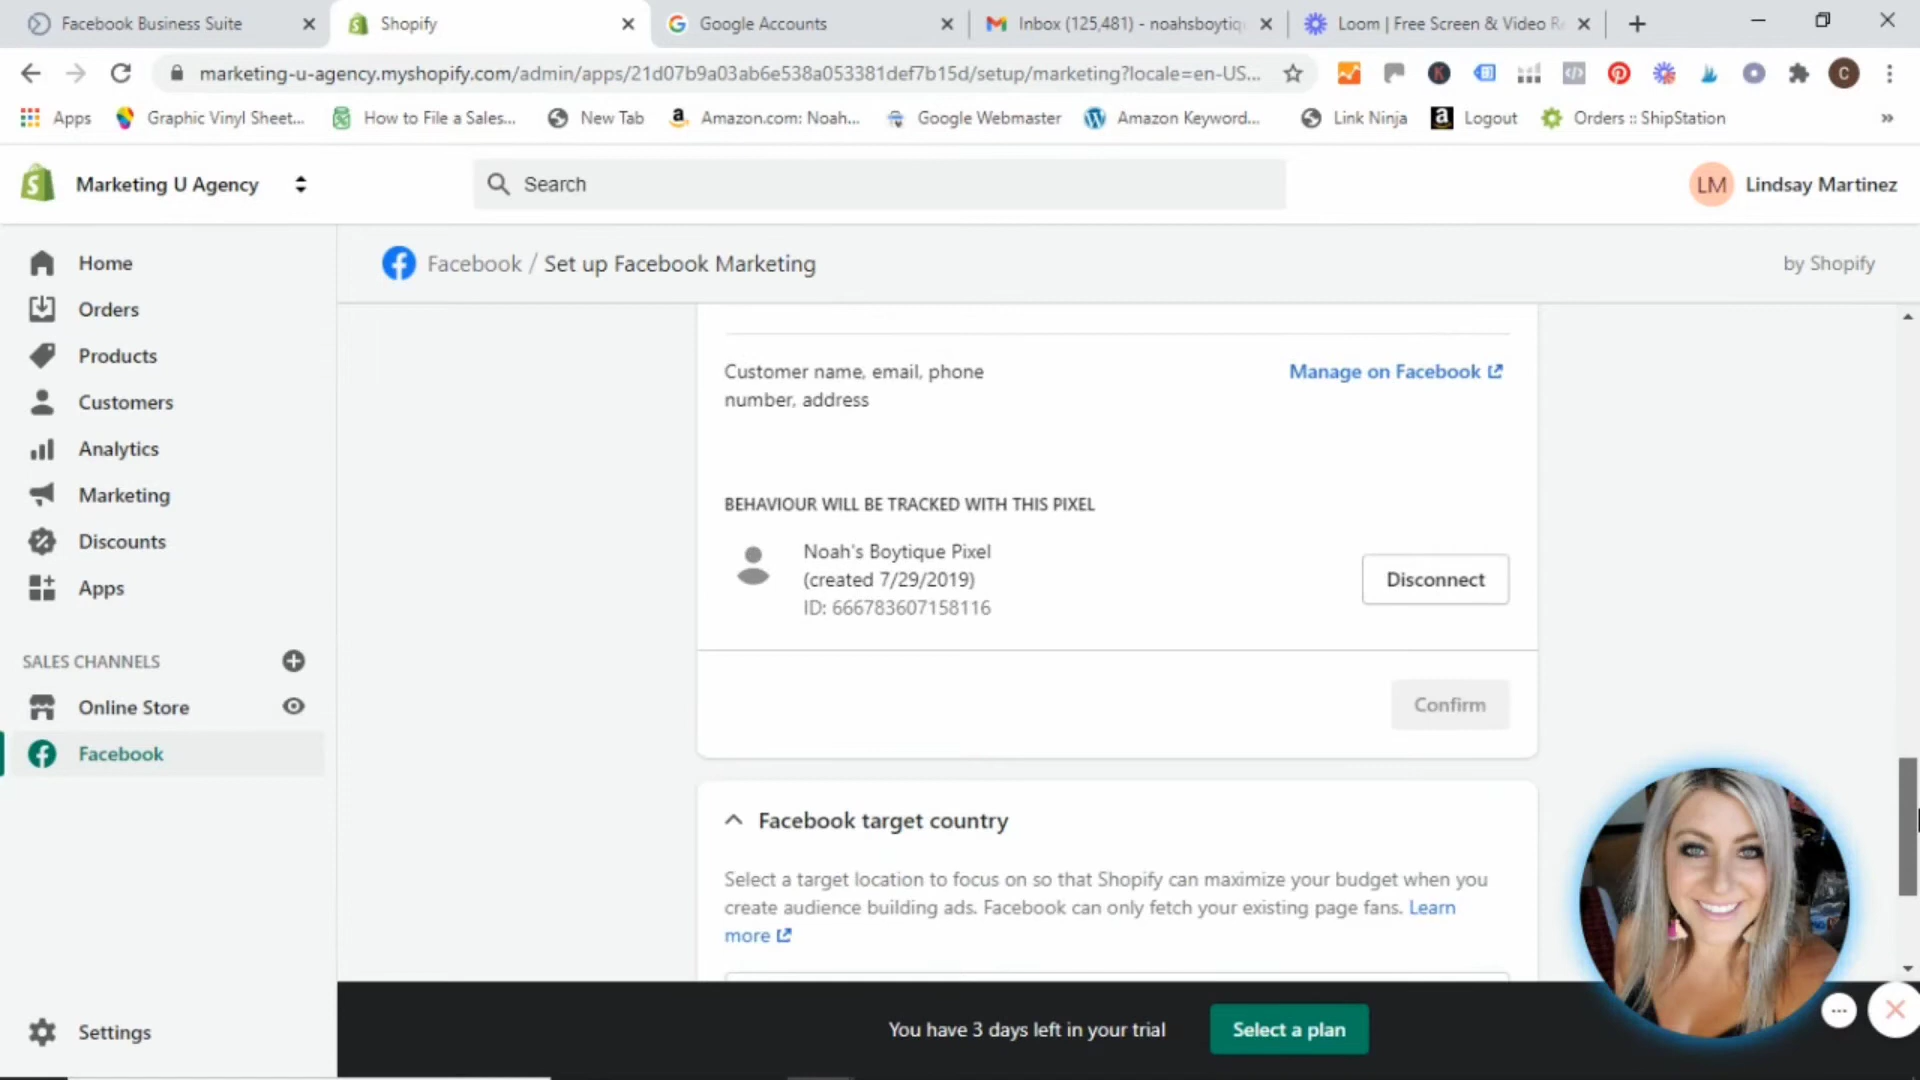 Facebook Business Suite
Shopify
Google Accounts
Inbox (125,481) - noahsboytiqu
Loom | Free Screen & Video Re
marketing-u-agency.myshopify.com/admin/apps/21d07b9a03ab6e538a053381def7b15d/setup/marketing?locale=en-US...
C
Apps
Graphic Vinyl Sheet...
How to File a Sales...
New Tab
Amazon.com: Noah...
Google Webmaster
Amazon Keyword...
Link Ninja
Logout
Orders :: ShipStation
»
Marketing U Agency
Search
LM
Lindsay Martinez
Home
Orders
Products
Customers
Analytics
Marketing
Discounts
Apps
SALES CHANNELS
Online Store
Facebook
Settings
Facebook / Set up Facebook Marketing
by Shopify
Customer name, email, phone
number, address
Manage on Facebook
BEHAVIOUR WILL BE TRACKED WITH THIS PIXEL
Noah's Boytique Pixel
(created 7/29/2019)
ID: 666783607158116
Disconnect
Confirm
Facebook target country
Select a target location to focus on so that Shopify can maximize your budget when you
create audience building ads. Facebook can only fetch your existing page fans. Learn
more
You have 3 days left in your trial
Select a plan